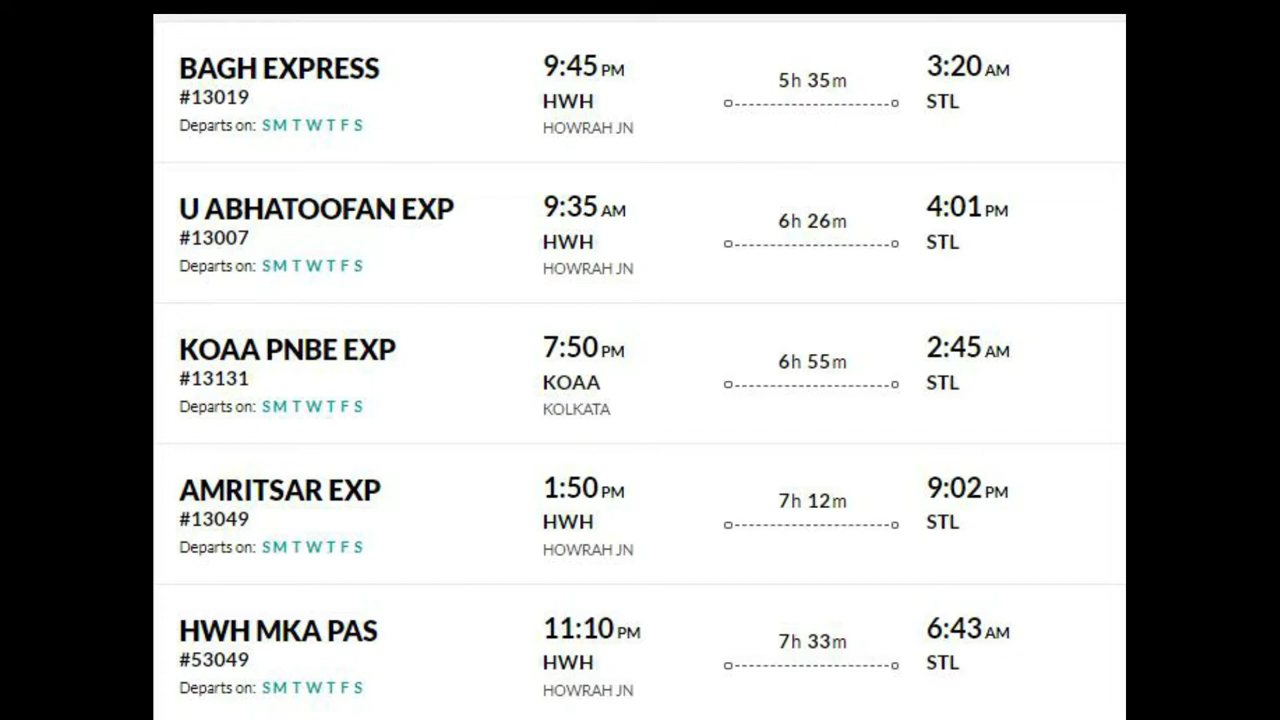 BAGH EXPRESS
#13019
Departs on: S M T W T F S
9:45 PM
HWH
HOWRAH JN
5h 35m
3:20 AM
STL
U ABHATOOFAN EXP
#13007
Departs on: S M T W T F S
9:35 AM
HWH
HOWRAH JN
6h 26m
4:01 PM
STL
KOAA PNBE EXP
#13131
Departs on: S M T W T F S
7:50 PM
KOAA
KOLKATA
6h 55m
2:45 AM
STL
AMRITSAR EXP
#13049
Departs on: S M T W T F S
1:50 PM
HWH
HOWRAH JN
7h 12m
9:02 PM
STL
HWH MKA PAS
#53049
Departs on: S M T W T F S
11:10 PM
HWH
HOWRAH JN
7h 33m
6:43 AM
STL